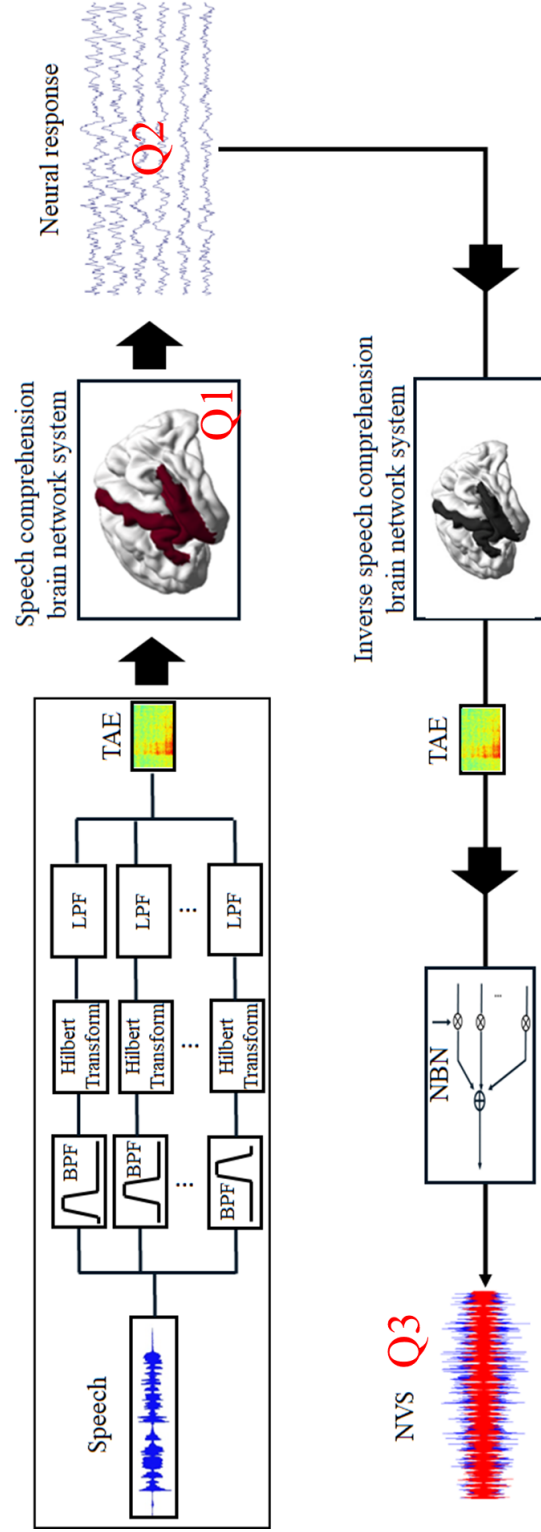 Speech
BPF
BPF
BPF
...
Hilbert
Transform
Hilbert
Transform
...
Hilbert
Transform
LPF
LPF
...
LPF
TAE
Speech comprehension
brain network system
Q1
Neural response
Q2
Inverse speech comprehension
brain network system
TAE
NBN
...
NVS
Q3